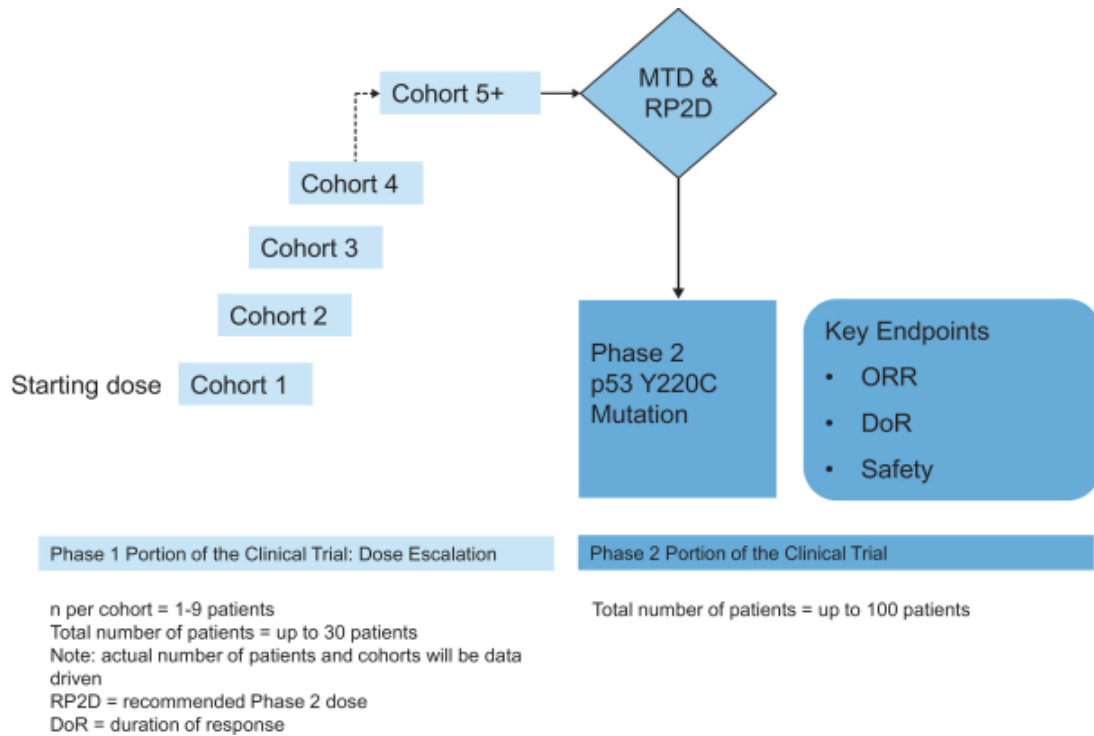 MTD &
RP2D
Cohort 5+
Cohort 4
Cohort 3
Cohort 2
Starting dose
Cohort 1
Phase 2
p53 Y220C
Mutation
Key Endpoints
• ORR
• DoR
• Safety
Phase 1 Portion of the Clinical Trial: Dose Escalation
n per cohort = 1-9 patients
Total number of patients = up to 30 patients
Note: actual number of patients and cohorts will be data
driven
RP2D = recommended Phase 2 dose
DoR = duration of response
Phase 2 Portion of the Clinical Trial
Total number of patients = up to 100 patients